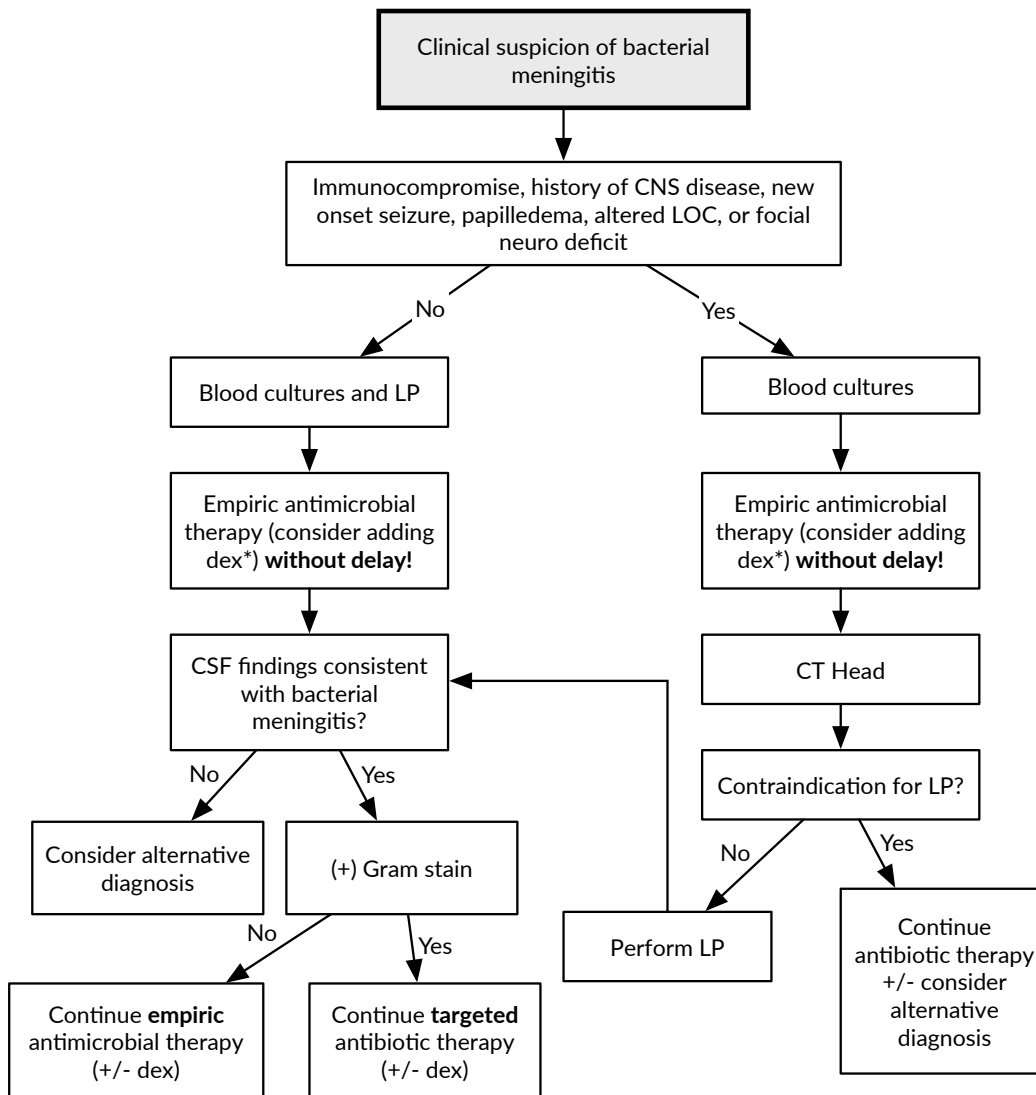 Clinical suspicion of bacterial
meningitis
Immunocompromise, history of CNS disease, new
onset seizure, papilledema, altered LOC, or focial
neuro deficit
No
Yes
Blood cultures and LP
Blood cultures
Empiric antimicrobial
therapy (consider adding
dex*) without delay!
Empiric antimicrobial
therapy (consider adding
dex*) without delay!
CSF findings consistent
with bacterial
meningitis?
CT Head
No
Yes
Contraindication for LP?
Consider alternative
diagnosis
(+) Gram stain
No
Yes
No
Yes
Perform LP
Continue
antibiotic therapy
+/- consider
alternative
diagnosis
Continue empiric
antimicrobial therapy
(+/- dex)
Continue targeted
antibiotic therapy
(+/- dex)